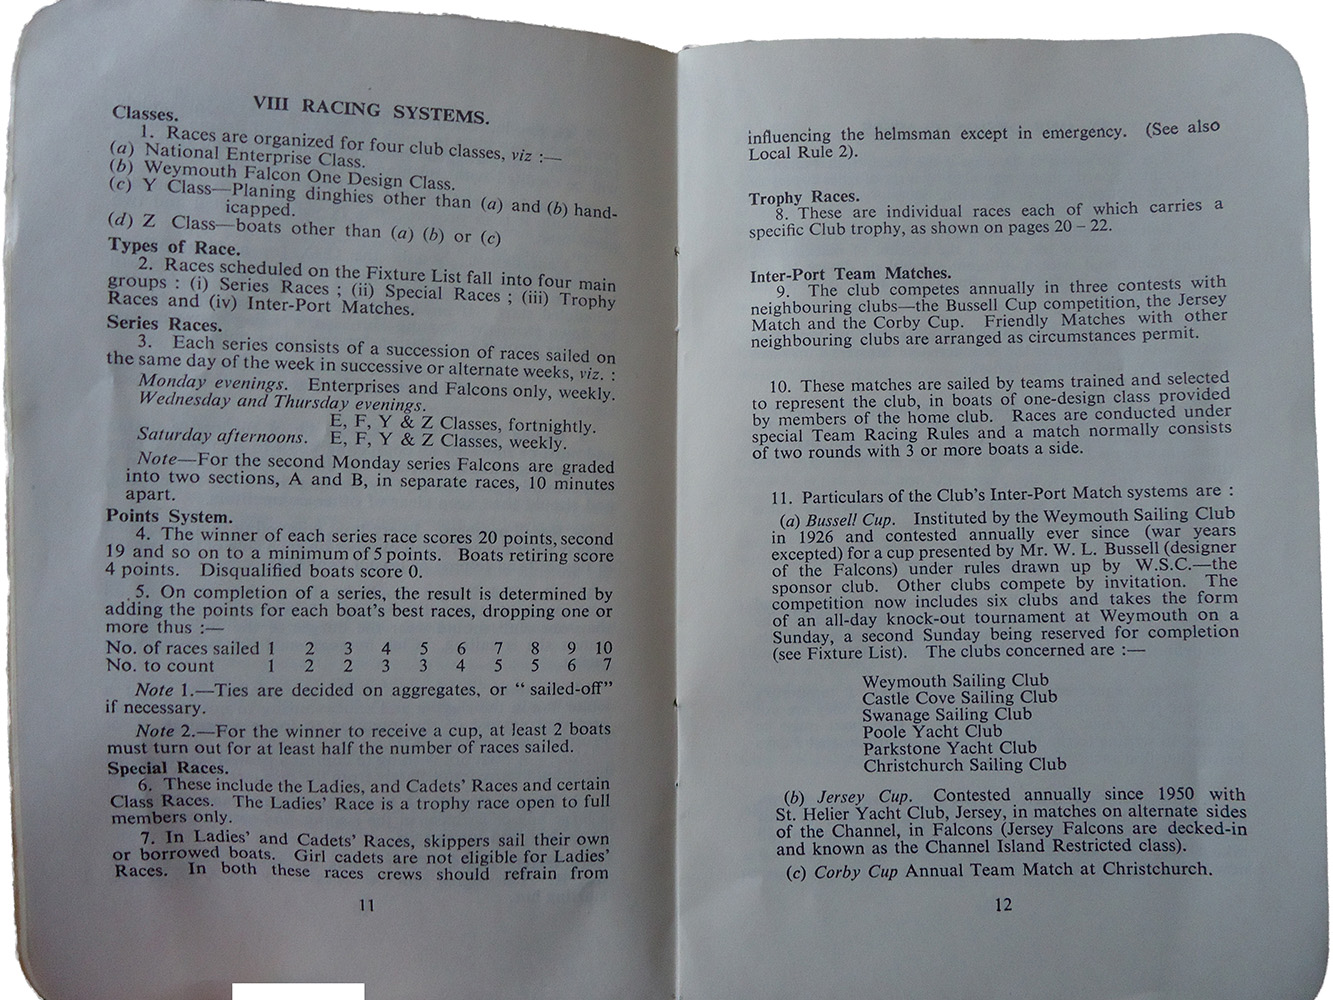 VIII RACING SYSTEMS.
Classes.
1. Races are organized for four club classes, viz :—
(a) National Enterprise Class.
(b) Weymouth Falcon One Design Class.
(c) Y Class—Planing dinghies other than (a) and (b) hand-
icapped.
(d) Z Class—boats other than (a) (b) or (c)
Types of Race.
2. Races scheduled on the Fixture List fall into four main
groups : (i) Series Races ; (ii) Special Races ; (iii) Trophy
Races and (iv) Inter-Port Matches.
Series Races.
3. Each series consists of a succession of races sailed on
the same day of the week in successive or alternate weeks, viz. :
Monday evenings. Enterprises and Falcons only, weekly.
Wednesday and Thursday evenings.
E, F, Y & Z Classes, fortnightly.
Saturday afternoons. E, F, Y & Z Classes, weekly.
Note—For the second Monday series Falcons are graded
into two sections, A and B, in separate races, 10 minutes
apart.
Points System.
4. The winner of each series race scores 20 points, second
19 and so on to a minimum of 5 points. Boats retiring score
4 points. Disqualified boats score 0.
5. On completion of a series, the result is determined by
adding the points for each boat's best races, dropping one or
more thus :—
No. of races sailed 1 2 3 4 5 6 7 8 9 10
No. to count 1 2 2 3 3 4 5 5 6 7
Note 1.—Ties are decided on aggregates, or " sailed-off"
if necessary.
Note 2.—For the winner to receive a cup, at least 2 boats
must turn out for at least half the number of races sailed.
Special Races.
6. These include the Ladies, and Cadets' Races and certain
Class Races. The Ladies' Race is a trophy race open to full
members only.
7. In Ladies' and Cadets' Races, skippers sail their own
or borrowed boats. Girl cadets are not eligible for Ladies'
Races. In both these races crews should refrain from
11
influencing the helmsman except in emergency. (See also
Local Rule 2).
Trophy Races.
8. These are individual races each of which carries a
specific Club trophy, as shown on pages 20 – 22.
Inter-Port Team Matches.
9. The club competes annually in three contests with
neighbouring clubs—the Bussell Cup competition, the Jersey
Match and the Corby Cup. Friendly Matches with other
neighbouring clubs are arranged as circumstances permit.
10. These matches are sailed by teams trained and selected
to represent the club, in boats of one-design class provided
by members of the home club. Races are conducted under
special Team Racing Rules and a match normally consists
of two rounds with 3 or more boats a side.
11. Particulars of the Club's Inter-Port Match systems are :
(a) Bussell Cup. Instituted by the Weymouth Sailing Club
in 1926 and contested annually ever since (war years
excepted) for a cup presented by Mr. W. L. Bussell (designer
of the Falcons) under rules drawn up by W.S.C.—the
sponsor club. Other clubs compete by invitation. The
competition now includes six clubs and takes the form
of an all-day knock-out tournament at Weymouth on a
Sunday, a second Sunday being reserved for completion
(see Fixture List). The clubs concerned are :—
Weymouth Sailing Club
Castle Cove Sailing Club
Swanage Sailing Club
Poole Yacht Club
Parkstone Yacht Club
Christchurch Sailing Club
(b) Jersey Cup. Contested annually since 1950 with
St. Helier Yacht Club, Jersey, in matches on alternate sides
of the Channel, in Falcons (Jersey Falcons are decked-in
and known as the Channel Island Restricted class).
(c) Corby Cup Annual Team Match at Christchurch.
12